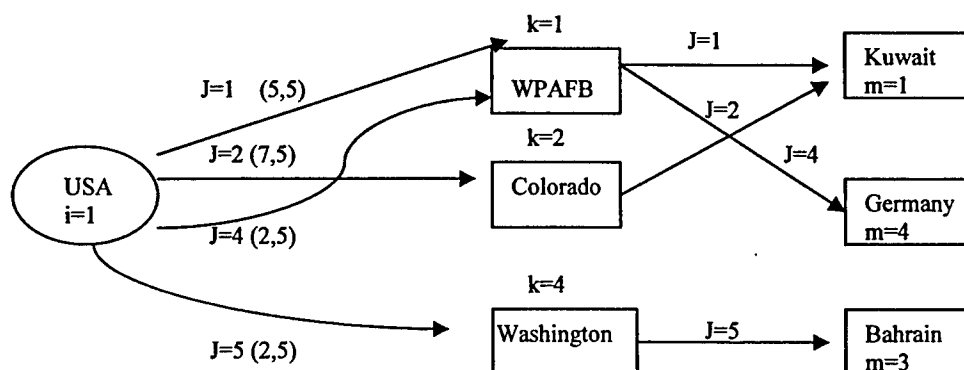 k=1
J=1
Kuwait
m=1
J=1 (5,5)
WPAFB
J=2
k=2
J=2 (7,5)
J=4
USA
i=1
Colorado
Germany
m=4
J=4 (2,5)
k=4
Washington
J=5
Bahrain
m=3
J=5 (2,5)